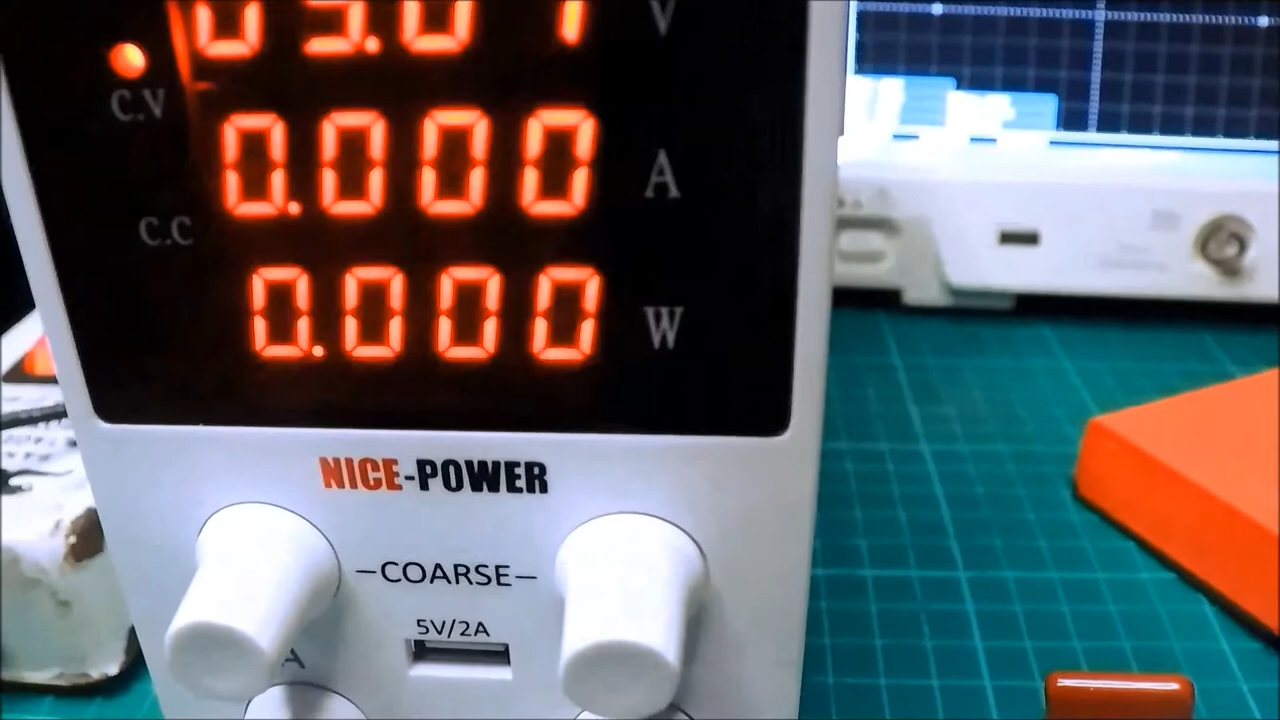 V
C.V
0.000 A
C.C
0.000 W
NICE-POWER
-COARSE-
5V/2A
A